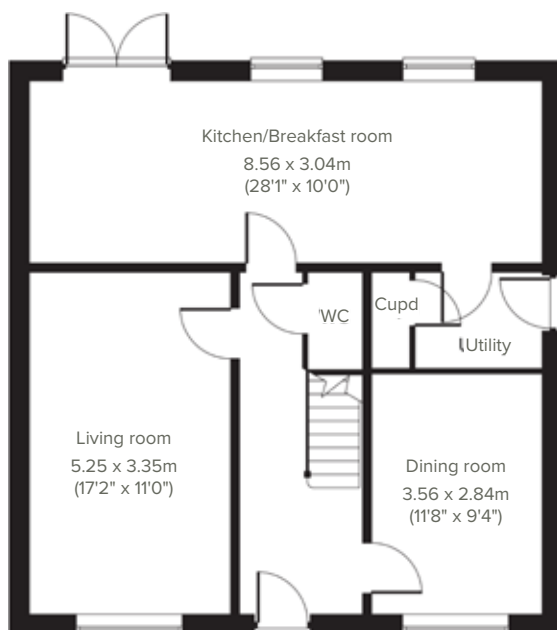 Kitchen/Breakfast room
8.56 x 3.04m
(28'1" x 10'0")
WC
Cupd
Utility
Living room
5.25 x 3.35m
(17'2" x 11'0")
Dining room
3.56 x 2.84m
(11'8" x 9'4")